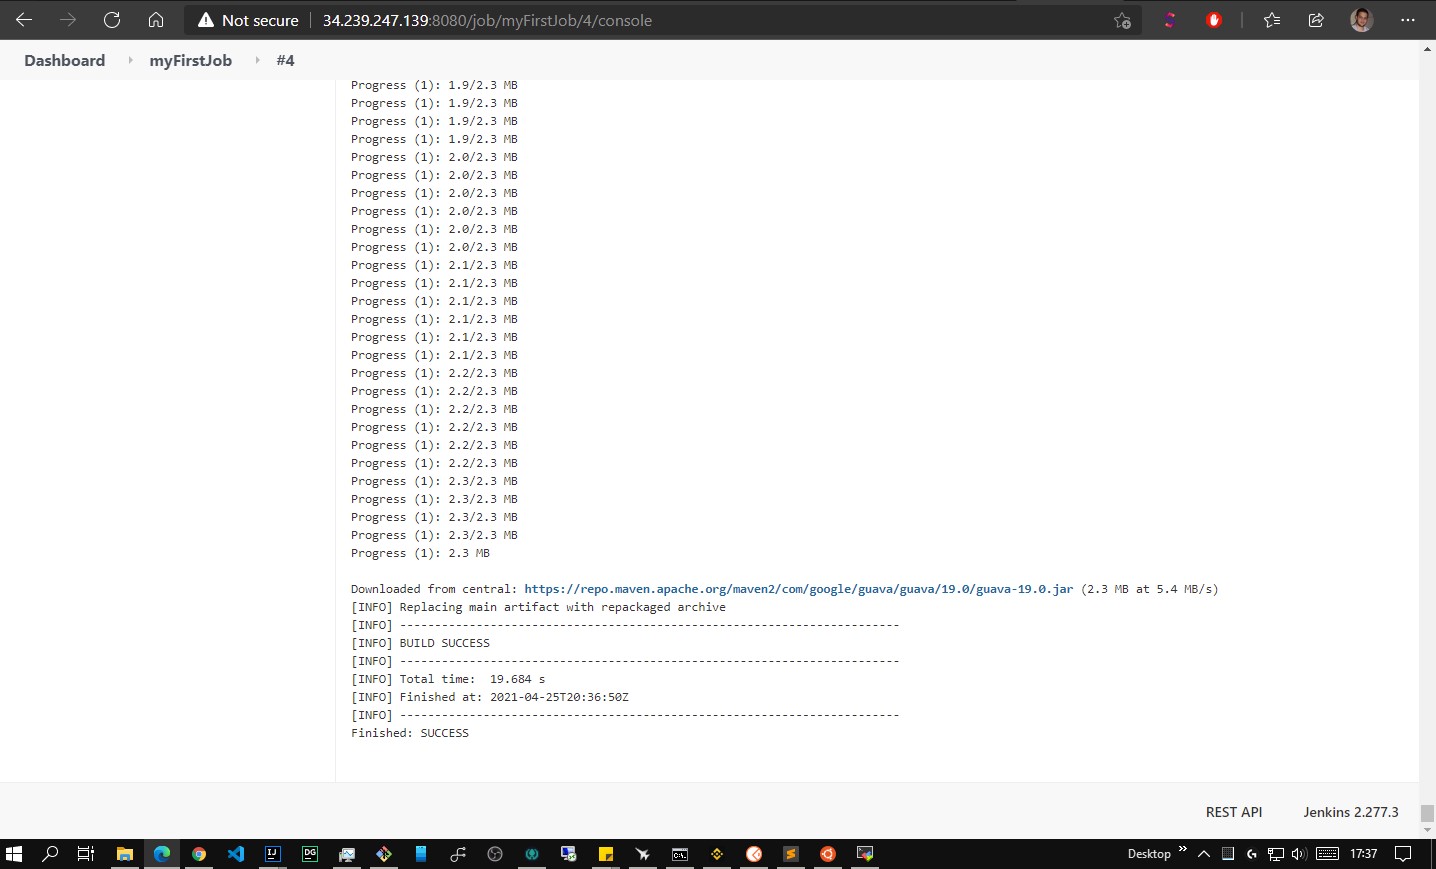 Not secure | 34.239.247.139:8080/job/myFirstJob/4/console
Dashboard myFirstJob #4
Progress (1): 1.9/2.3 MB
Progress (1): 1.9/2.3 MB
Progress (1): 1.9/2.3 MB
Progress (1): 1.9/2.3 MB
Progress (1): 2.0/2.3 MB
Progress (1): 2.0/2.3 MB
Progress (1): 2.0/2.3 MB
Progress (1): 2.0/2.3 MB
Progress (1): 2.0/2.3 MB
Progress (1): 2.0/2.3 MB
Progress (1): 2.1/2.3 MB
Progress (1): 2.1/2.3 MB
Progress (1): 2.1/2.3 MB
Progress (1): 2.1/2.3 MB
Progress (1): 2.1/2.3 MB
Progress (1): 2.1/2.3 MB
Progress (1): 2.2/2.3 MB
Progress (1): 2.2/2.3 MB
Progress (1): 2.2/2.3 MB
Progress (1): 2.2/2.3 MB
Progress (1): 2.2/2.3 MB
Progress (1): 2.2/2.3 MB
Progress (1): 2.3/2.3 MB
Progress (1): 2.3/2.3 MB
Progress (1): 2.3/2.3 MB
Progress (1): 2.3/2.3 MB
Progress (1): 2.3 MB
Downloaded from central: https://repo.maven.apache.org/maven2/com/google/guava/guava/19.0/guava-19.0.jar (2.3 MB at 5.4 MB/s)
[INFO] Replacing main artifact with repackaged archive
[INFO] ------------------------------------------------------------------------
[INFO] BUILD SUCCESS
[INFO] ------------------------------------------------------------------------
[INFO] Total time:  19.684 s
[INFO] Finished at: 2021-04-25T20:36:50Z
[INFO] ------------------------------------------------------------------------
Finished: SUCCESS
REST API Jenkins 2.277.3
IJ DG Desktop » 17:37